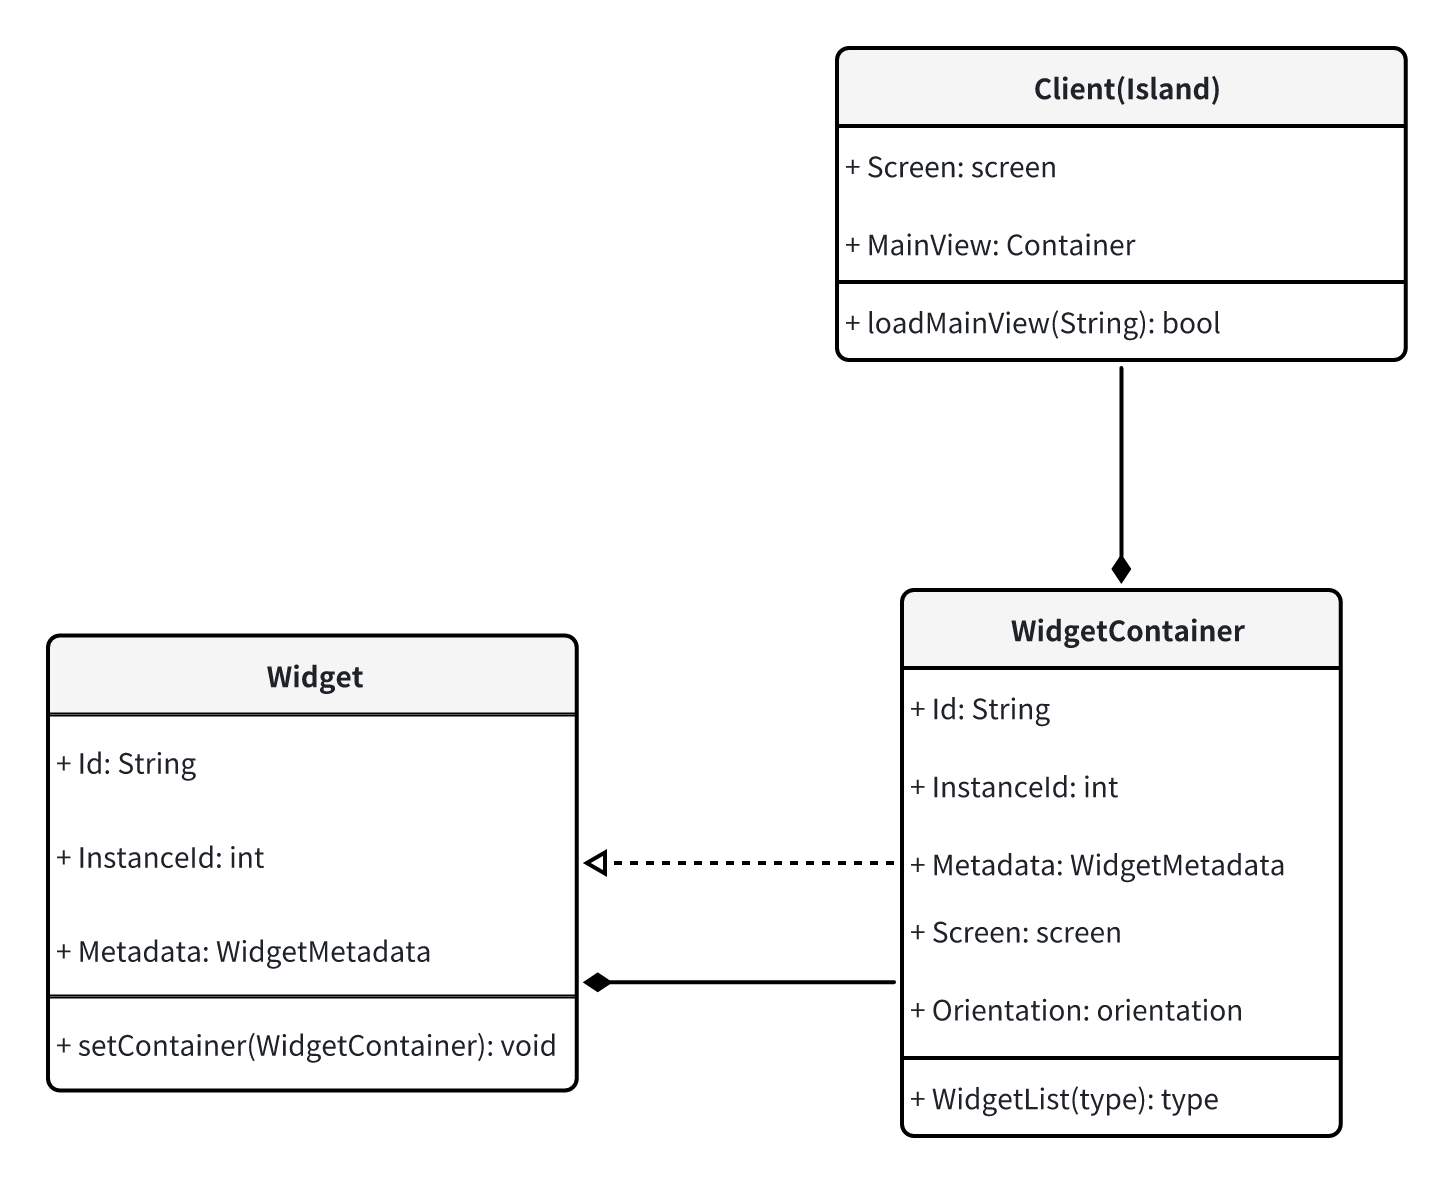 Client(Island)
+ Screen: screen
+ MainView: Container
+ loadMainView(String): bool
Widget
+ Id: String
+ InstanceId: int
+ Metadata: WidgetMetadata
+ setContainer(WidgetContainer): void
WidgetContainer
+ Id: String
+ InstanceId: int
+ Metadata: WidgetMetadata
+ Screen: screen
+ Orientation: orientation
+ WidgetList(type): type